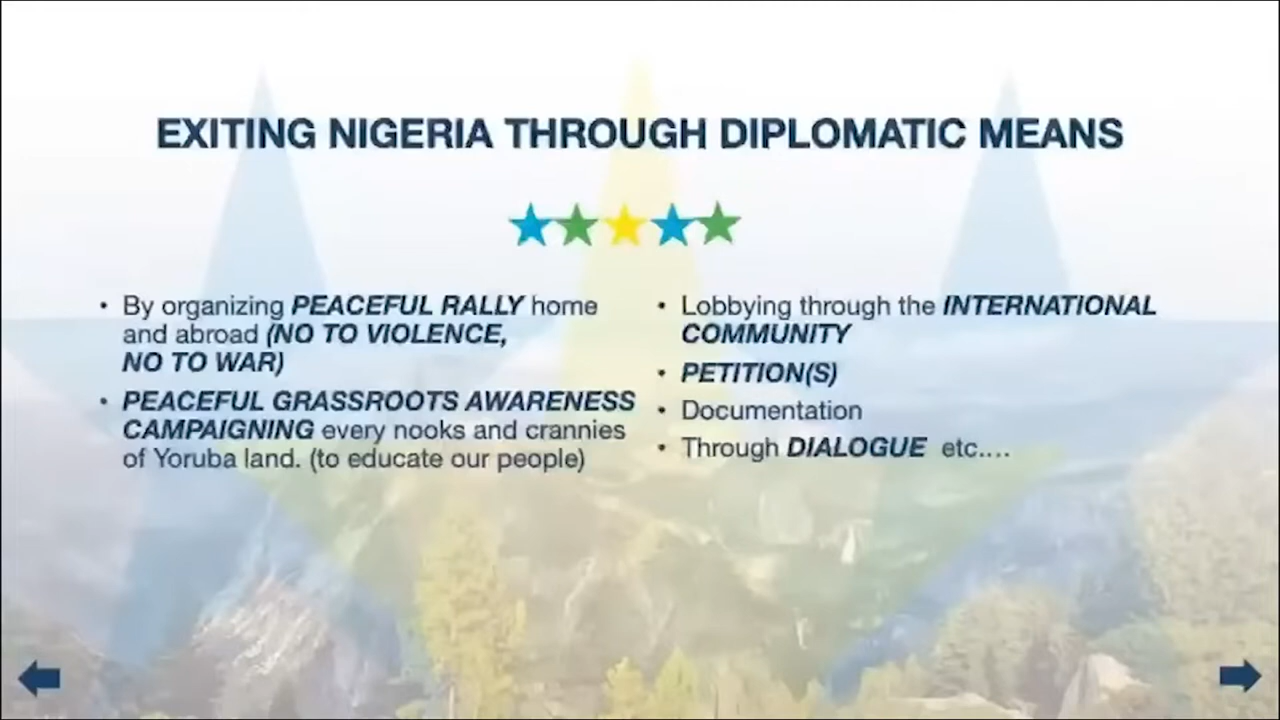 EXITING NIGERIA THROUGH DIPLOMATIC MEANS
• By organizing PEACEFUL RALLY home
and abroad (NO TO VIOLENCE,
NO TO WAR)
• PEACEFUL GRASSROOTS AWARENESS
CAMPAIGNING every nooks and crannies
of Yoruba land. (to educate our people)
• Lobbying through the INTERNATIONAL
COMMUNITY
• PETITION(S)
• Documentation
• Through DIALOGUE etc....